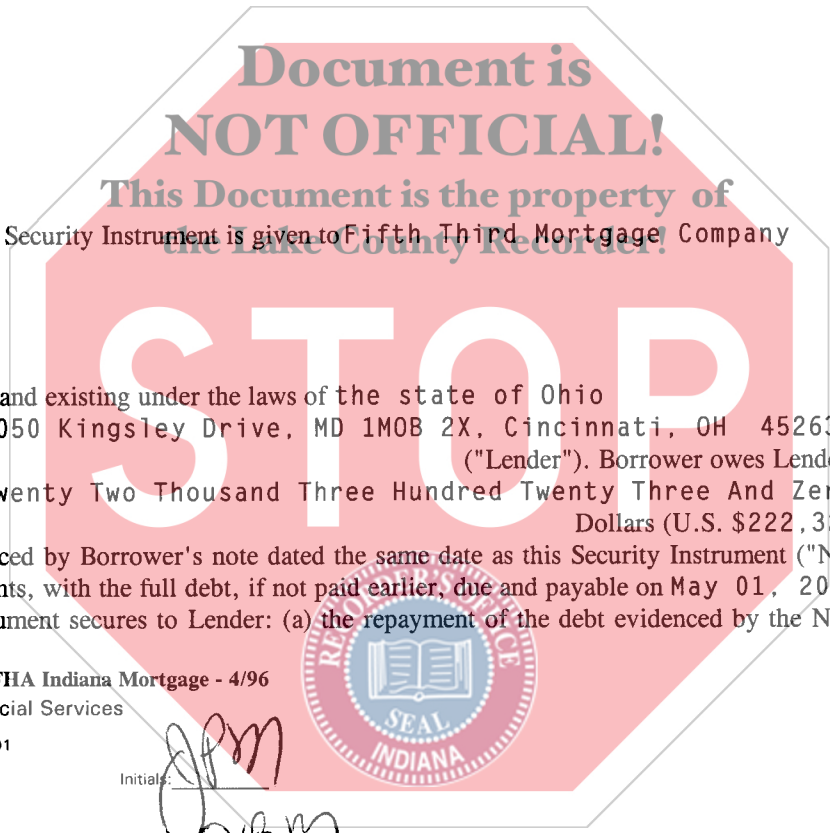 Document is
NOT OFFICIAL!
This Document is the property of
the Lake County Recorder!
Security Instrument is given to Fifth Third Mortgage Company
STOP
and existing under the laws of the state of Ohio
050 Kingsley Drive, MD 1MOB 2X, Cincinnati, OH 45263
("Lender"). Borrower owes Lende
wenty Two Thousand Three Hundred Twenty Three And Zer
Dollars (U.S. $222,3
ced by Borrower's note dated the same date as this Security Instrument ("N
nts, with the full debt, if not paid earlier, due and payable on May 01, 20
ument secures to Lender: (a) the repayment of the debt evidenced by the N
RECORDER'S OFFICE
SEAL
INDIANA
FHA Indiana Mortgage - 4/96
cial Services
Initials: